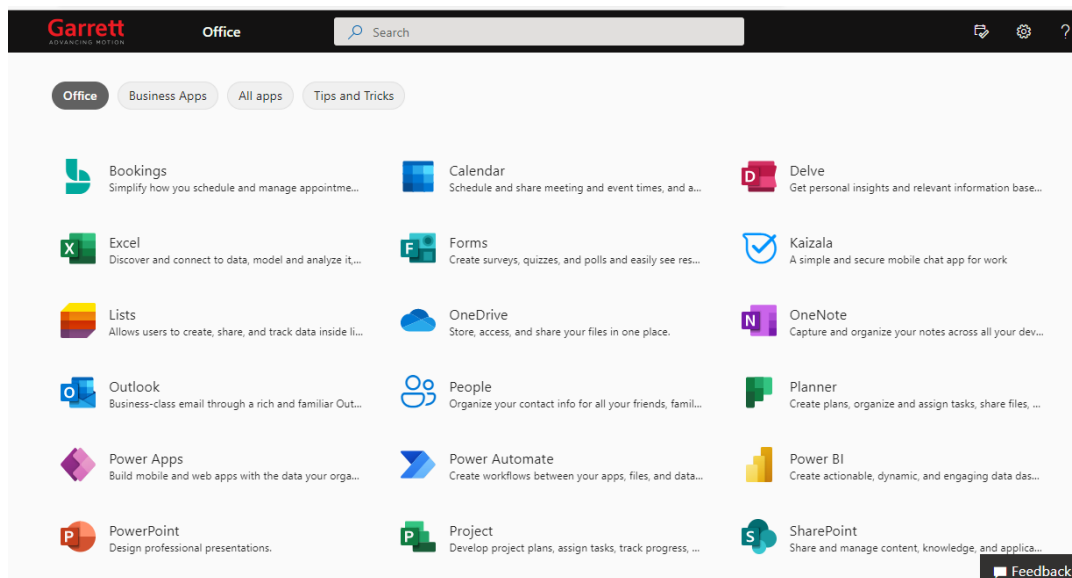 Garrett
ADVANCING MOTION
Office
Search
?
Office
Business Apps
All apps
Tips and Tricks
Bookings
Simplify how you schedule and manage appointme...
Calendar
Schedule and share meeting and event times, and a...
Delve
Get personal insights and relevant information base...
Excel
Discover and connect to data, model and analyze it,...
Forms
Create surveys, quizzes, and polls and easily see res...
Kaizala
A simple and secure mobile chat app for work
Lists
Allows users to create, share, and track data inside li...
OneDrive
Store, access, and share your files in one place.
OneNote
Capture and organize your notes across all your dev...
Outlook
Business-class email through a rich and familiar Out...
People
Organize your contact info for all your friends, famil...
Planner
Create plans, organize and assign tasks, share files, ...
Power Apps
Build mobile and web apps with the data your orga...
Power Automate
Create workflows between your apps, files, and data...
Power BI
Create actionable, dynamic, and engaging data das...
PowerPoint
Design professional presentations.
Project
Develop project plans, assign tasks, track progress, ...
SharePoint
Share and manage content, knowledge, and applica...
Feedback